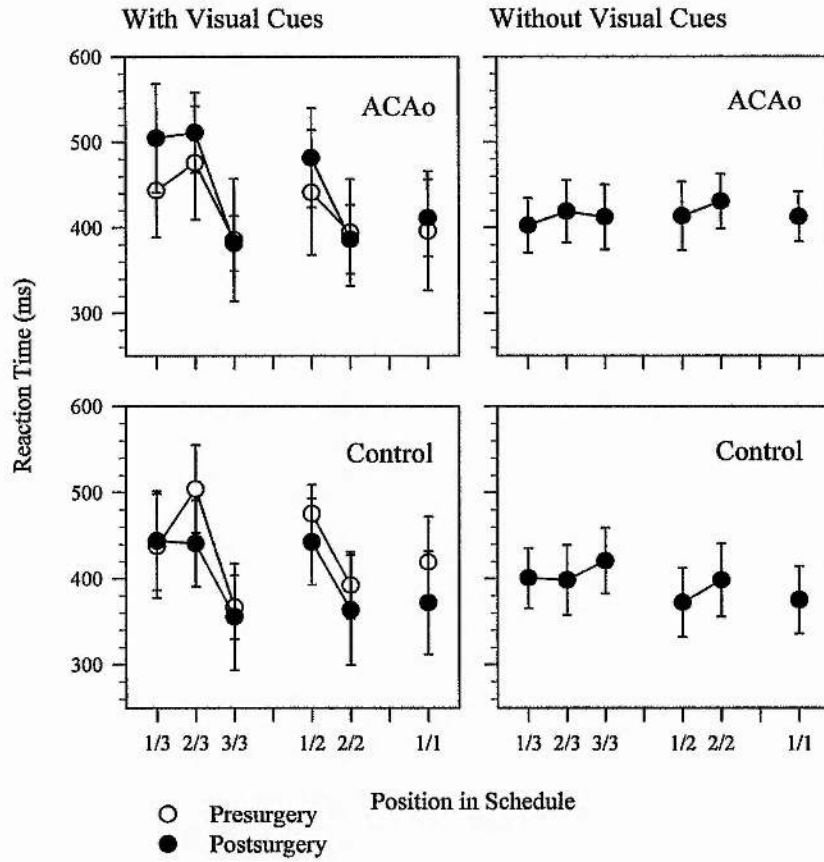 With Visual Cues
Without Visual Cues
600
ACAo
ACAo
500
400
300
Reaction Time (ms)
600
Control
Control
500
400
300
1/3 2/3 3/3 1/2 2/2 1/1
1/3 2/3 3/3 1/2 2/2 1/1
Position in Schedule
Presurgery
Postsurgery